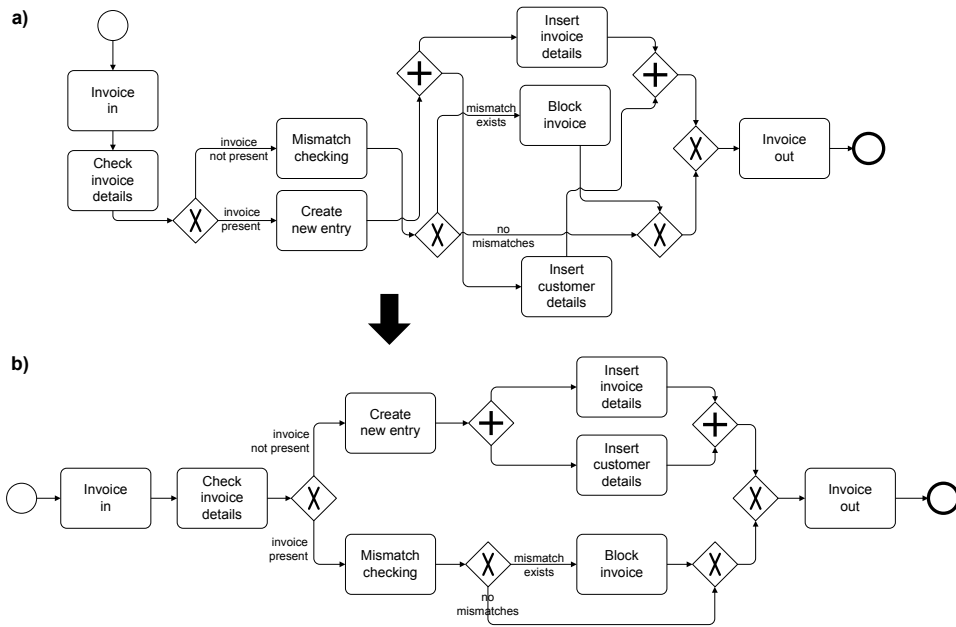 a)
Invoice
in
Check
invoice
details
invoice
not present
invoice
present
Mismatch
checking
Create
new entry
Insert
invoice
details
mismatch
exists
Block
invoice
no
mismatches
Insert
customer
details
Invoice
out
b)
Invoice
in
Check
invoice
details
invoice
not present
Create
new entry
Insert
invoice
details
Insert
customer
details
invoice
present
Mismatch
checking
mismatch
exists
no
mismatches
Block
invoice
Invoice
out